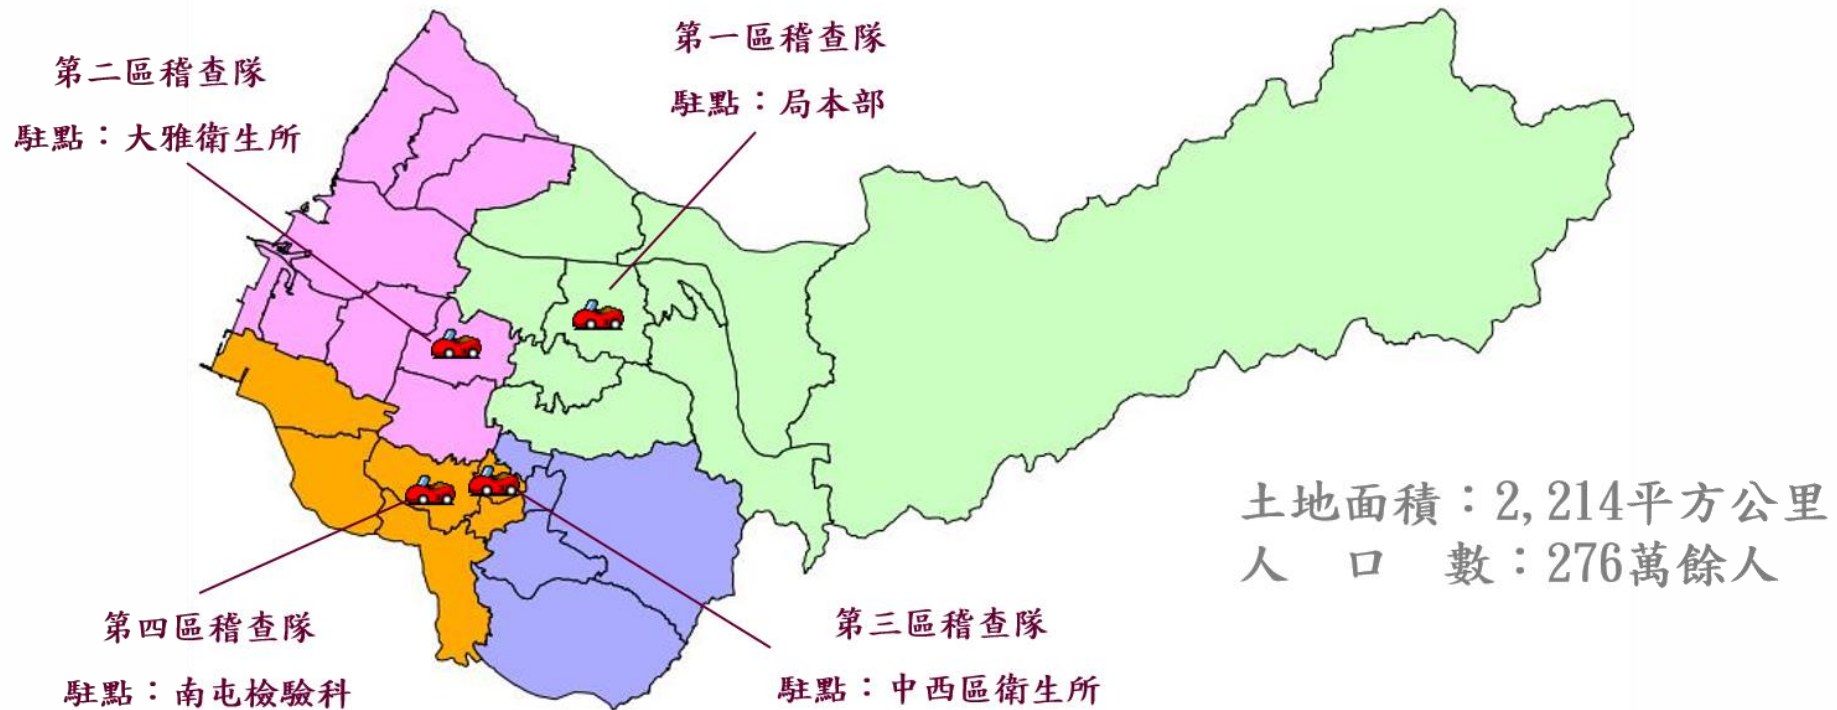 第一區稽查隊
駐點：局本部
第二區稽查隊
駐點：大雅衛生所
土地面積：2,214平方公里
人　口　數：276萬餘人
第四區稽查隊
駐點：南屯檢驗科
第三區稽查隊
駐點：中西區衛生所